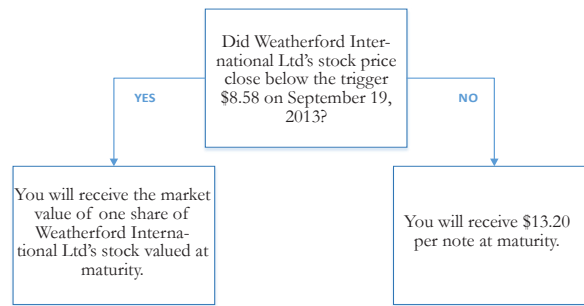 Did Weatherford Inter-
national Ltd's stock price
close below the trigger
$8.58 on September 19,
2013?
YES
NO
You will receive the market
value of one share of
Weatherford Interna-
tional Ltd's stock valued at
maturity.
You will receive $13.20
per note at maturity.